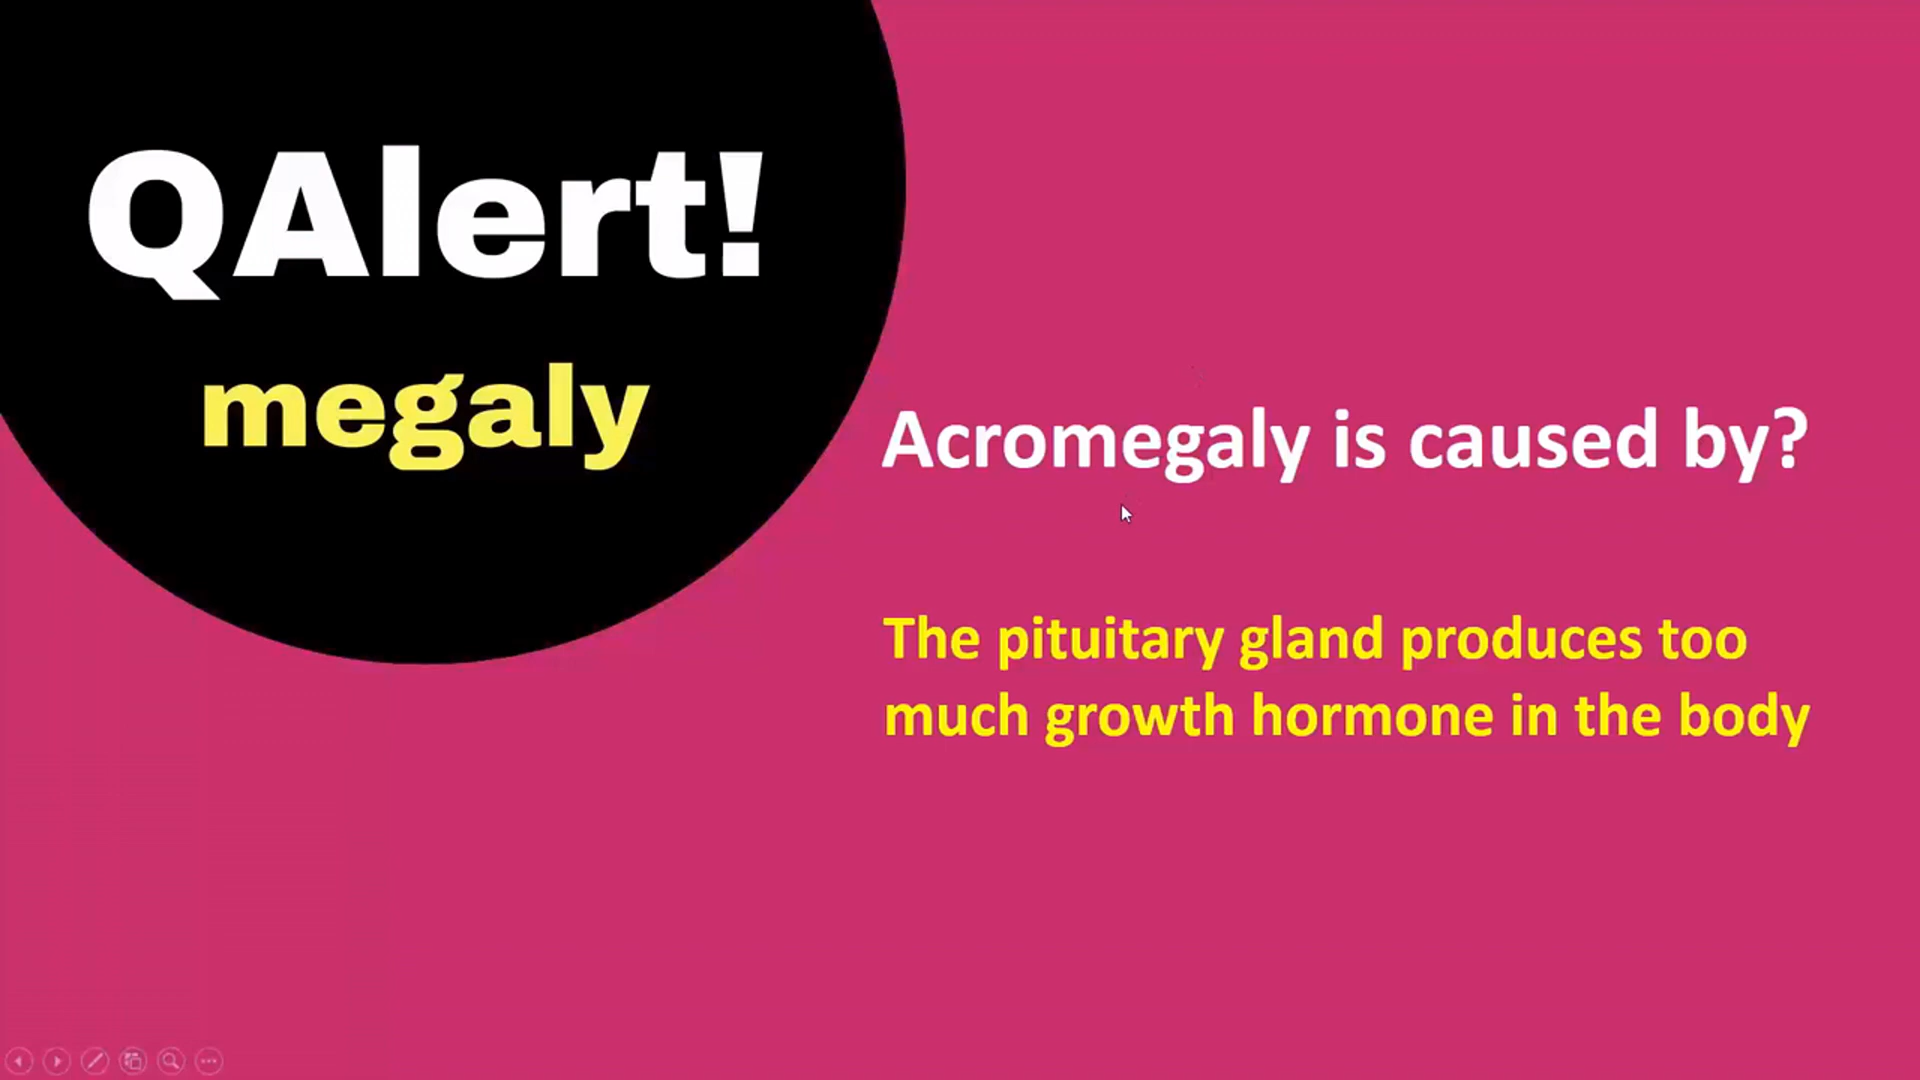 QAlert!
megaly
Acromegaly is caused by?
The pituitary gland produces too
much growth hormone in the body